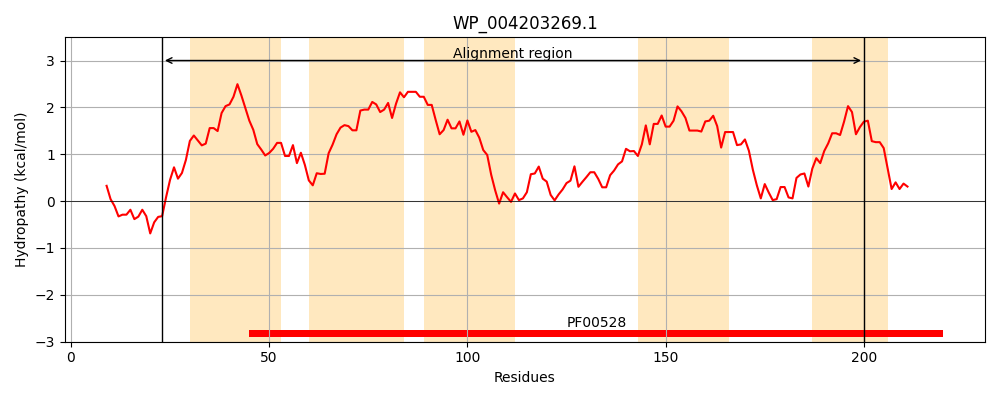 WP_004203269.1
Hydropathy (kcal/mol)
3
2
1
0
−1
−2
−3
Alignment region
PF00528
0
50
100
150
200
Residues